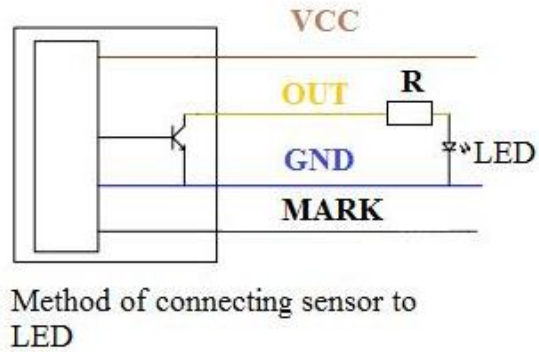 VCC
OUT
R
LED
GND
MARK
Method of connecting sensor to
LED